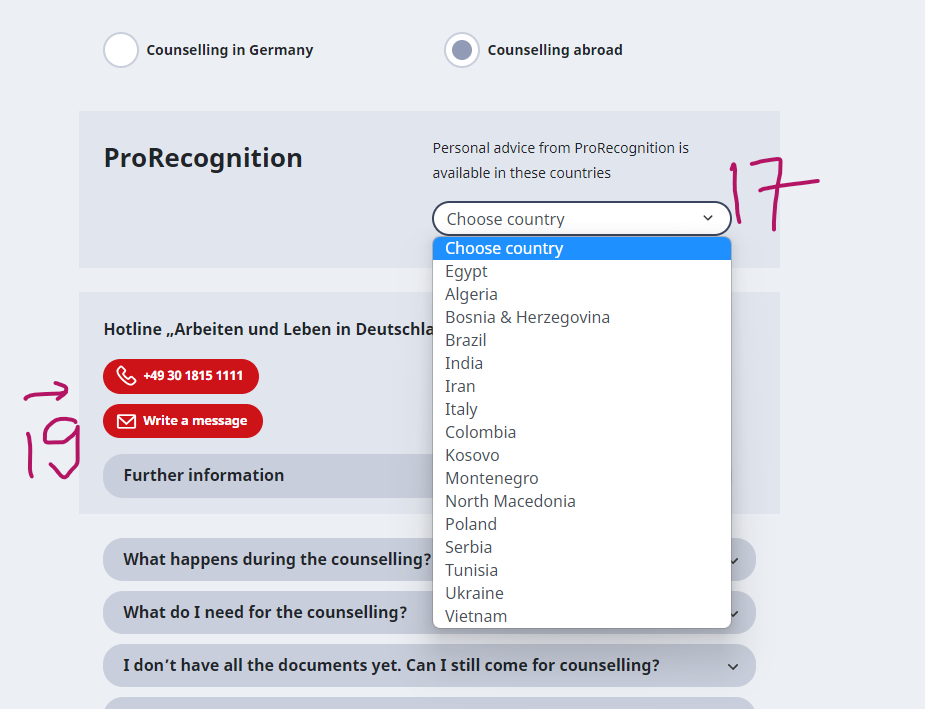 Counselling in Germany
Counselling abroad
ProRecognition
Personal advice from ProRecognition is
available in these countries
17
Choose country
Choose country
Egypt
Algeria
Bosnia & Herzegovina
Brazil
India
Iran
Italy
Colombia
Kosovo
Montenegro
North Macedonia
Poland
Serbia
Tunisia
Ukraine
Vietnam
Hotline „Arbeiten und Leben in Deutschla
+49 30 1815 1111
Write a message
19
Further information
What happens during the counselling?
What do I need for the counselling?
I don’t have all the documents yet. Can I still come for counselling?